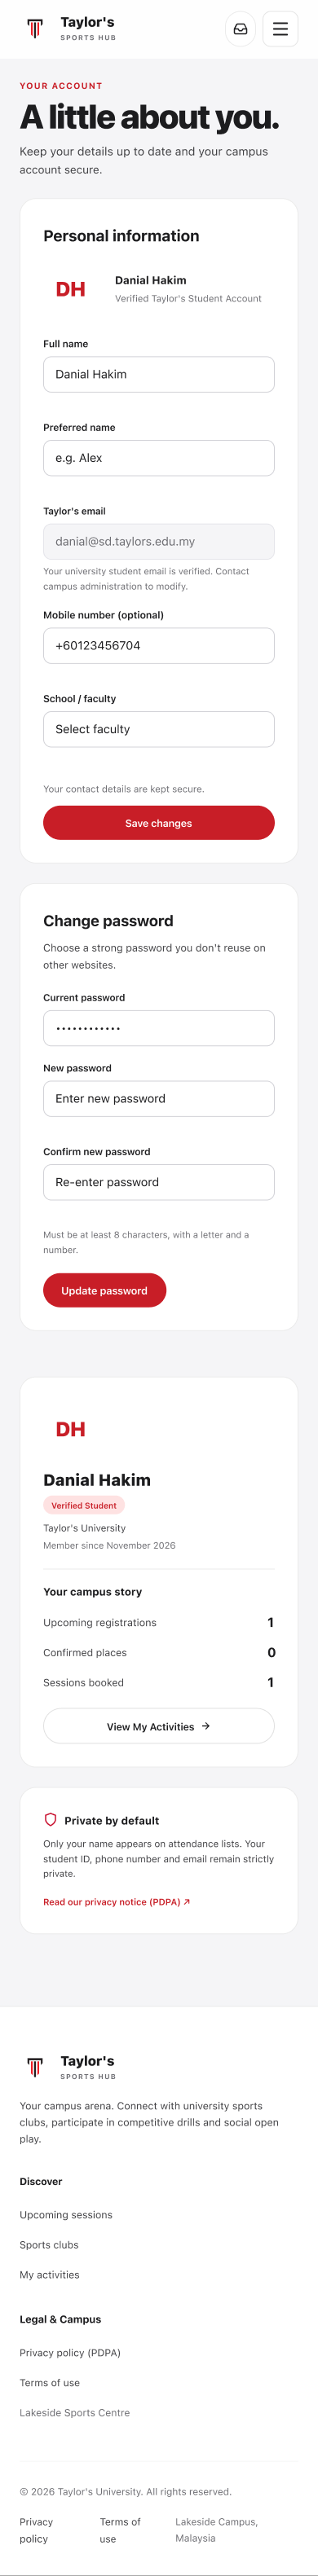 Taylor's
SPORTS HUB
YOUR ACCOUNT
A little about you.
Keep your details up to date and your campus
account secure.
Personal information
DH
Danial Hakim
Verified Taylor's Student Account
Full name
Danial Hakim
Preferred name
e.g. Alex
Taylor's email
danial@sd.taylors.edu.my
Your university student email is verified. Contact
campus administration to modify.
Mobile number (optional)
+60123456704
School / faculty
Select faculty
Your contact details are kept secure.
Save changes
Change password
Choose a strong password you don't reuse on
other websites.
Current password
••••••••••••
New password
Enter new password
Confirm new password
Re-enter password
Must be at least 8 characters, with a letter and a
number.
Update password
DH
Danial Hakim
Verified Student
Taylor's University
Member since November 2026
Your campus story
Upcoming registrations 1
Confirmed places 0
Sessions booked 1
View My Activities →
Private by default
Only your name appears on attendance lists. Your
student ID, phone number and email remain strictly
private.
Read our privacy notice (PDPA) ↗
Taylor's
SPORTS HUB
Your campus arena. Connect with university sports
clubs, participate in competitive drills and social open
play.
Discover
Upcoming sessions
Sports clubs
My activities
Legal & Campus
Privacy policy (PDPA)
Terms of use
Lakeside Sports Centre
© 2026 Taylor's University. All rights reserved.
Privacy policy
Terms of use
Lakeside Campus, Malaysia